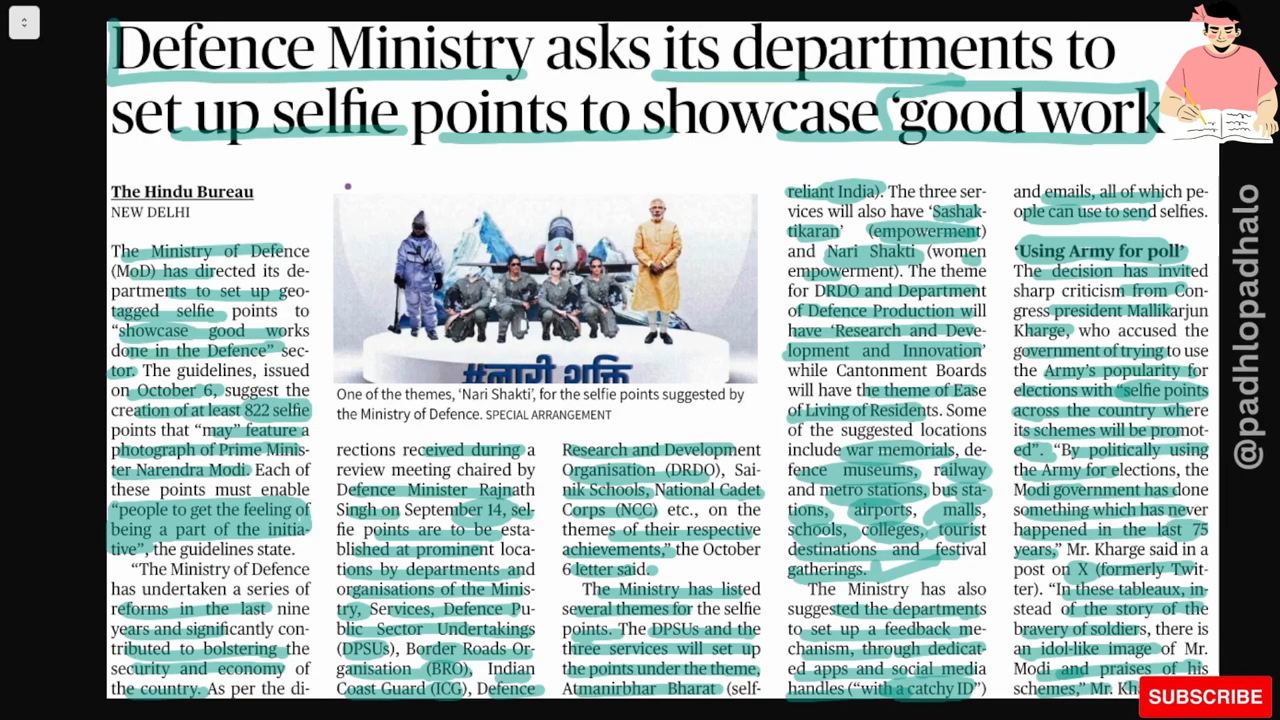 Defence Ministry asks its departments to
set up selfie points to showcase ‘good work
The Hindu Bureau
NEW DELHI
The Ministry of Defence
(MoD) has directed its de-
partments to set up geo-
tagged selfie points to
“showcase good works
done in the Defence” sec-
tor. The guidelines, issued
on October 6, suggest the
creation of at least 822 selfie
points that “may” feature a
photograph of Prime Minis-
ter Narendra Modi. Each of
these points must enable
“people to get the feeling of
being a part of the initia-
tive”, the guidelines state.
“The Ministry of Defence
has undertaken a series of
reforms in the last nine
years and significantly con-
tributed to bolstering the
security and economy of
the country. As per the di-
#नारी शक्ति
One of the themes, ‘Nari Shakti’, for the selfie points suggested by
the Ministry of Defence. SPECIAL ARRANGEMENT
rections received during a
review meeting chaired by
Defence Minister Rajnath
Singh on September 14, sel-
fie points are to be esta-
blished at prominent loca-
tions by departments and
organisations of the Minis-
try, Services, Defence Pu-
blic Sector Undertakings
(DPSUs), Border Roads Or-
ganisation (BRO), Indian
Coast Guard (ICG), Defence
Research and Development
Organisation (DRDO), Sai-
nik Schools, National Cadet
Corps (NCC) etc., on the
themes of their respective
achievements,” the October
6 letter said.
The Ministry has listed
several themes for the selfie
points. The DPSUs and the
three services will set up
the points under the theme,
Atmanirbhar Bharat (self-
reliant India). The three ser-
vices will also have ‘Sashak-
tikaran’ (empowerment)
and Nari Shakti (women
empowerment). The theme
for DRDO and Department
of Defence Production will
have ‘Research and Deve-
lopment and Innovation’
while Cantonment Boards
will have the theme of Ease
of Living of Residents. Some
of the suggested locations
include war memorials, de-
fence museums, railway
and metro stations, bus sta-
tions, airports, malls,
schools, colleges, tourist
destinations and festival
gatherings.
The Ministry has also
suggested the departments
to set up a feedback me-
chanism, through dedicat-
ed apps and social media
handles (“with a catchy ID”)
and emails, all of which pe-
ople can use to send selfies.
‘Using Army for poll’
The decision has invited
sharp criticism from Con-
gress president Mallikarjun
Kharge, who accused the
government of trying to use
the Army’s popularity for
elections with “selfie points
across the country where
its schemes will be promot-
ed”. “By politically using
the Army for elections, the
Modi government has done
something which has never
happened in the last 75
years,” Mr. Kharge said in a
post on X (formerly Twit-
ter). “In these tableaux, in-
stead of the story of the
bravery of soldiers, there is
an idol-like image of Mr.
Modi and praises of his
schemes,” Mr.
@padhlopadhalo
SUBSCRIBE